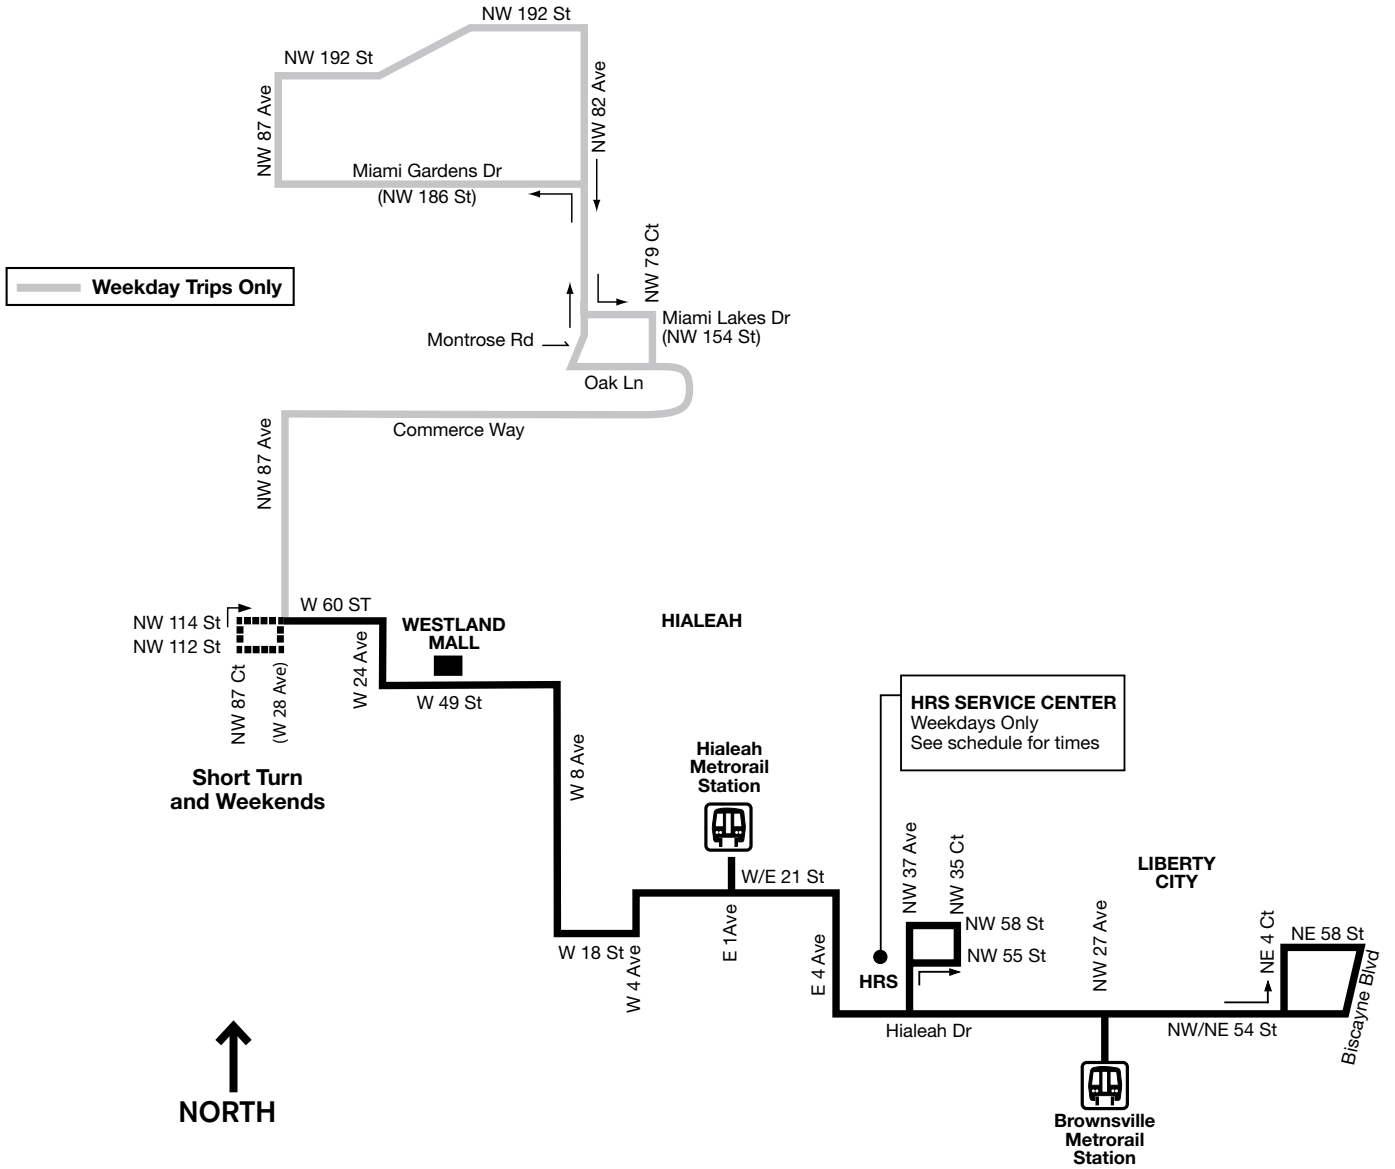 NW 192 St
NW 192 St
NW 87 Ave
NW 82 Ave
Miami Gardens Dr
(NW 186 St)
NW 79 Ct
Weekday Trips Only
Miami Lakes Dr
(NW 154 St)
Montrose Rd
Oak Ln
Commerce Way
NW 87 Ave
W 60 ST
NW 114 St
NW 112 St
WESTLAND
MALL
HIALEAH
NW 87 Ct
(W 28 Ave)
W 24 Ave
W 49 St
HRS SERVICE CENTER
Weekdays Only
See schedule for times
Short Turn
and Weekends
W 8 Ave
Hialeah
Metrorail
Station
W/E 21 St
NW 37 Ave
NW 35 Ct
LIBERTY
CITY
E 1Ave
NW 58 St
NW 55 St
NW 27 Ave
NE 4 Ct
NE 58 St
W 18 St
W 4 Ave
E 4 Ave
HRS
Biscayne Blvd
Hialeah Dr
NW/NE 54 St
NORTH
Brownsville
Metrorail
Station